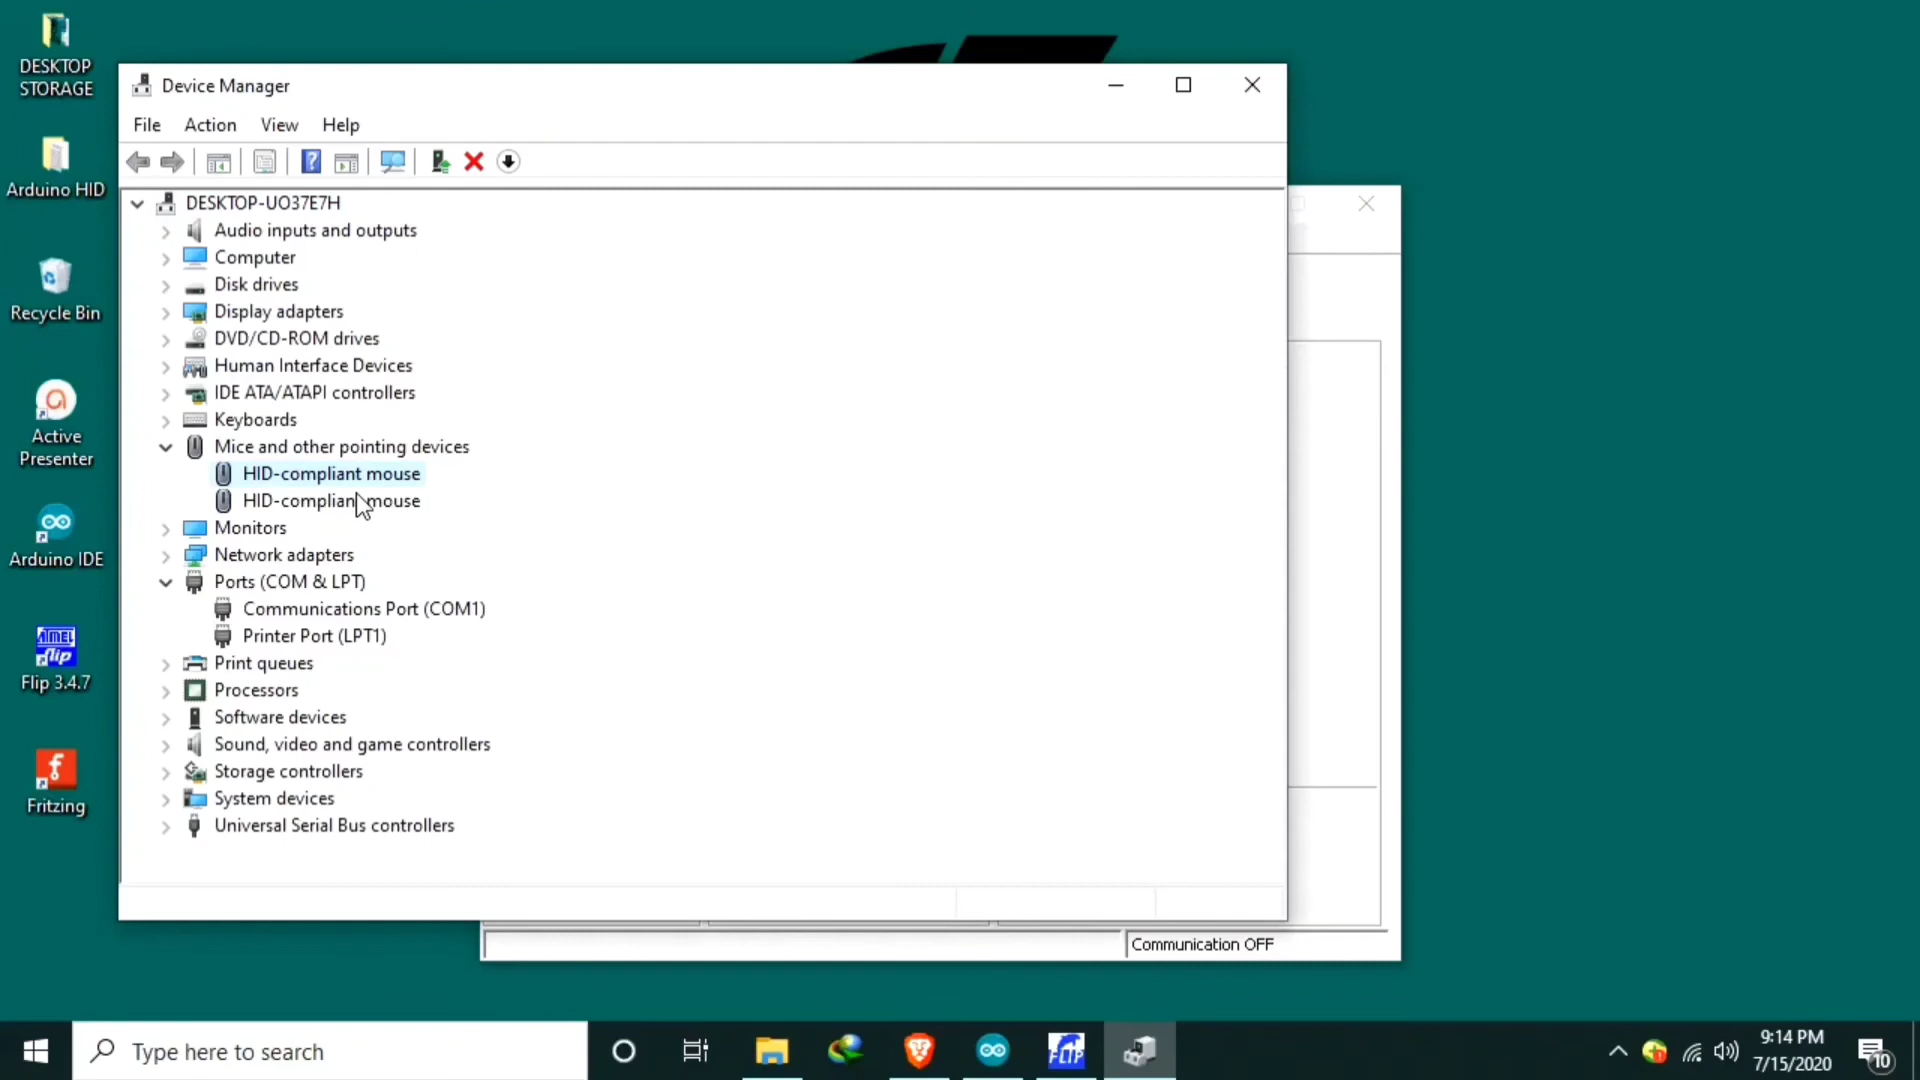 DESKTOP
STORAGE
Arduino HID
Recycle Bin
Active
Presenter
Arduino IDE
ATMEL
flip
Flip 3.4.7
Fritzing
Device Manager
File Action View Help
DESKTOP-UO37E7H
Audio inputs and outputs
Computer
Disk drives
Display adapters
DVD/CD-ROM drives
Human Interface Devices
IDE ATA/ATAPI controllers
Keyboards
Mice and other pointing devices
HID-compliant mouse
HID-compliant mouse
Monitors
Network adapters
Ports (COM & LPT)
Communications Port (COM1)
Printer Port (LPT1)
Print queues
Processors
Software devices
Sound, video and game controllers
Storage controllers
System devices
Universal Serial Bus controllers
Communication OFF
Type here to search
FLIP
9:14 PM
7/15/2020
10